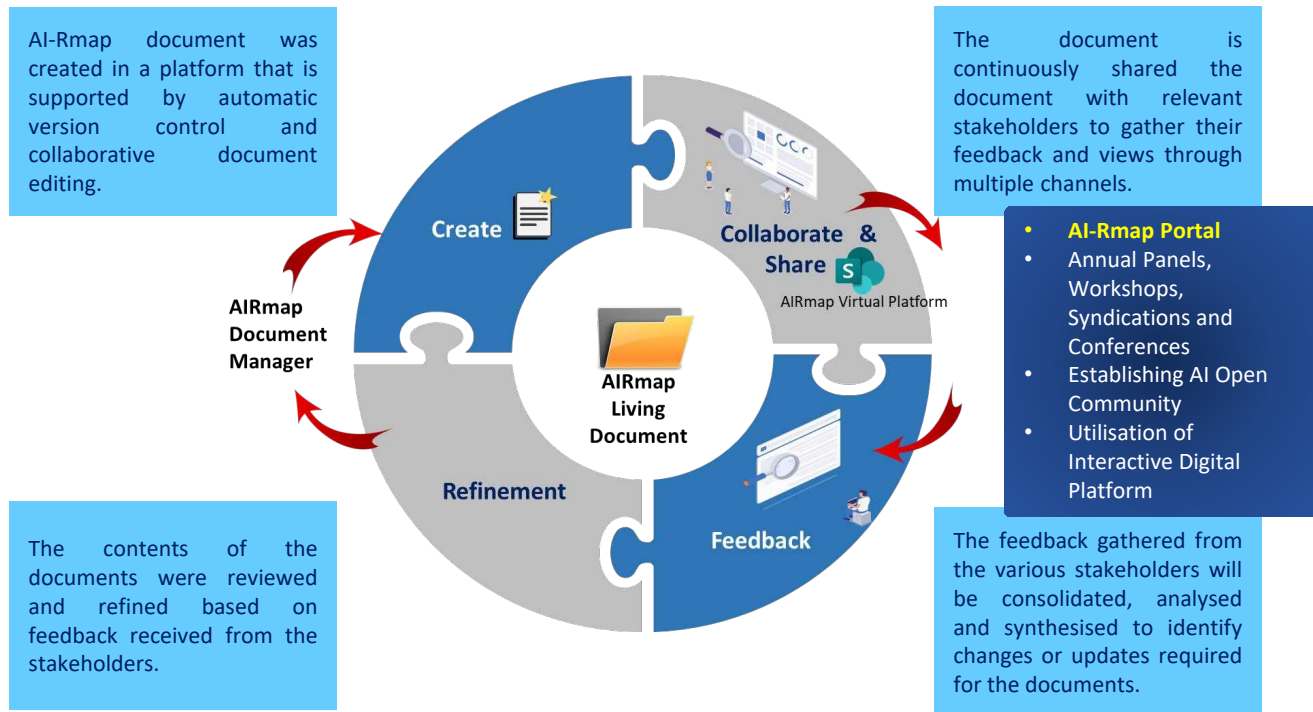 AI-Rmap document was
created in a platform that is
supported by automatic
version control and
collaborative document
editing.
The document is
continuously shared the
document with relevant
stakeholders to gather their
feedback and views through
multiple channels.
Create
Collaborate &
Share
S
AIRmap Virtual Platform
• AI-Rmap Portal
• Annual Panels,
Workshops,
Syndications and
Conferences
• Establishing AI Open
Community
• Utilisation of
Interactive Digital
Platform
AIRmap
Document
Manager
AIRmap
Living
Document
Refinement
Feedback
The contents of the
documents were reviewed
and refined based on
feedback received from the
stakeholders.
The feedback gathered from
the various stakeholders will
be consolidated, analysed
and synthesised to identify
changes or updates required
for the documents.